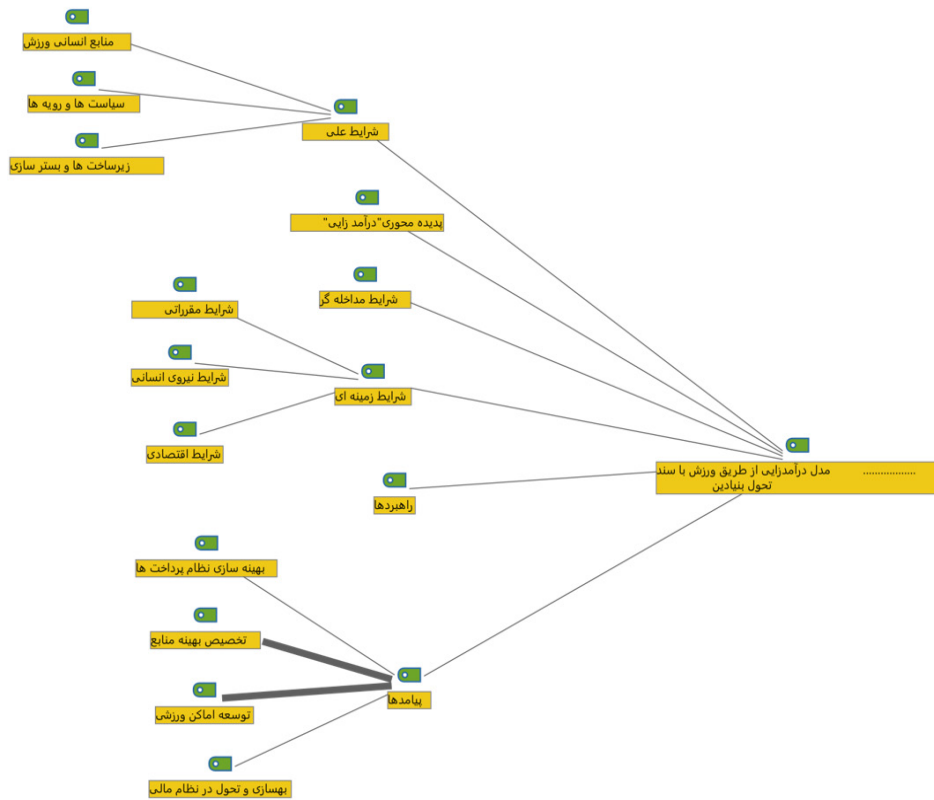 منابع انسانی ورزش
سیاست ها و رویه ها
شرایط علی
زیرساخت ها و بستر سازی
پدیده محوری"درآمد زایی"
شرایط مداخله گر
شرایط مقرراتی
شرایط نیروی انسانی
شرایط زمینه ای
شرایط اقتصادی
مدل درآمدزایی از طریق ورزش با سند ..................
تحول بنیادین
راهبردها
بهینه سازی نظام پرداخت ها
تخصیص بهینه منابع
پیامدها
توسعه اماکن ورزشی
بهسازی و تحول در نظام مالی